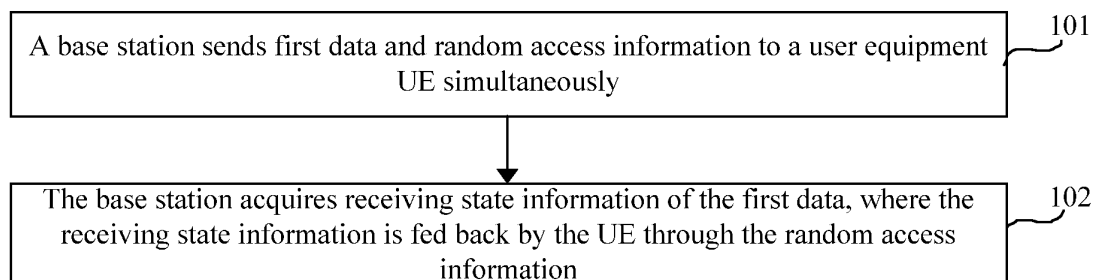 101
A base station sends first data and random access information to a user equipment
UE simultaneously
102
The base station acquires receiving state information of the first data, where the
receiving state information is fed back by the UE through the random access
information